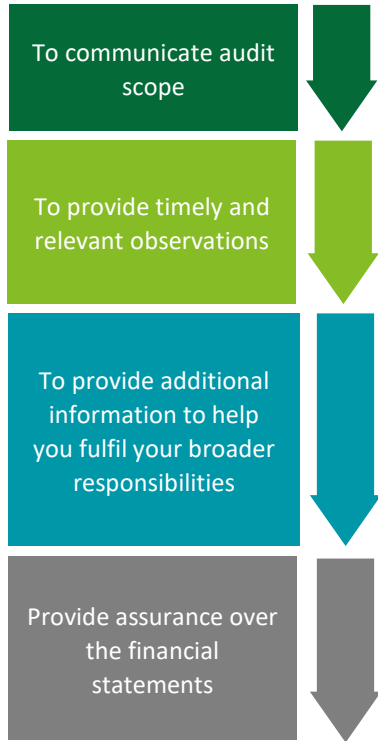 To communicate audit
scope
To provide timely and
relevant observations
To provide additional
information to help
you fulfil your broader
responsibilities
Provide assurance over
the financial
statements